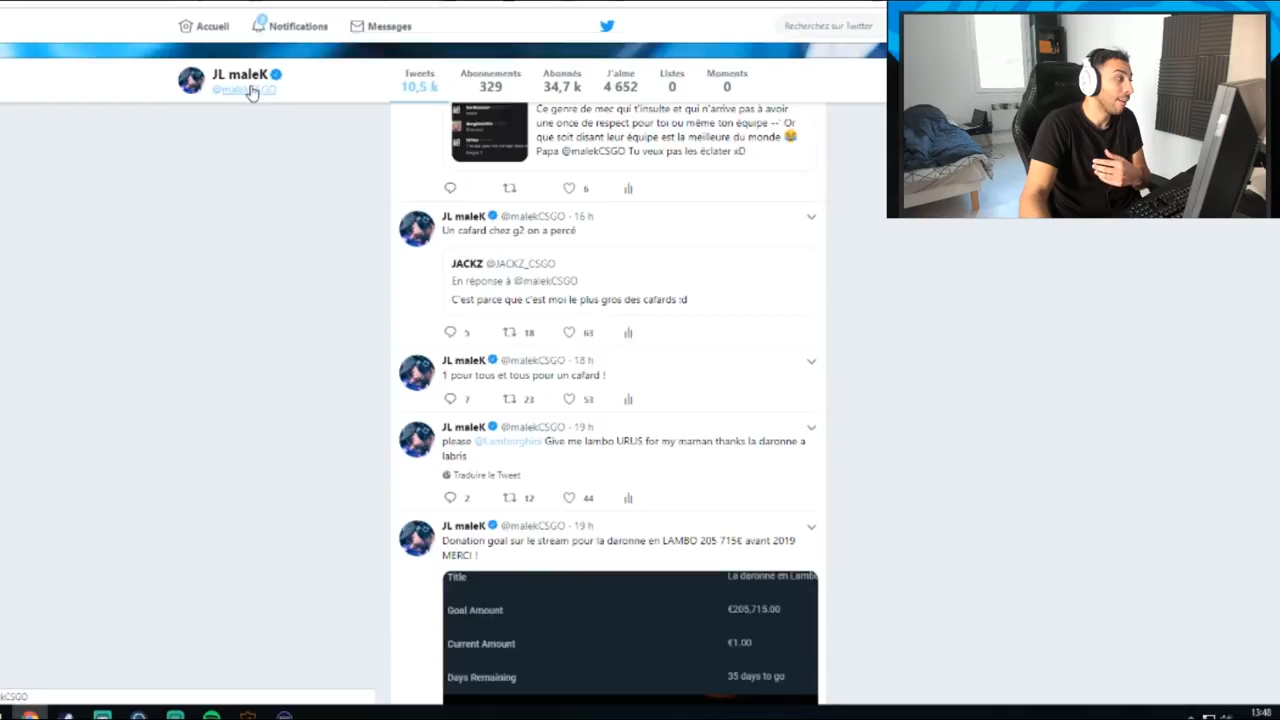 Accueil
2
Notifications
Messages
Recherchez sur Twitter
JL maleK
@malekCSGO
Tweets
10,5 k
Abonnements
329
Abonnés
34,7 k
J'aime
4 652
Listes
0
Moments
0
Ce genre de mec qui t'insulte et qui n'arrive pas à avoir
une once de respect pour toi ou même ton équipe --' Or
que soit disant leur équipe est la meilleure du monde 😂
Papa @malekCSGO Tu veux pas les éclater xD
6
JL maleK @malekCSGO · 16 h
Un cafard chez g2 on a percé
JACKZ @JACKZ_CSGO
En réponse à @malekCSGO
C'est parce que c'est moi le plus gros des cafards :d
5 18 63
JL maleK @malekCSGO · 18 h
1 pour tous et tous pour un cafard !
7 23 53
JL maleK @malekCSGO · 19 h
please @Lamborghini Give me lambo URUS for my maman thanks la daronne a
labris
Traduire le Tweet
2 12 44
JL maleK @malekCSGO · 19 h
Donation goal sur le stream pour la daronne en LAMBO 205 715€ avant 2019
MERCI !
Title La daronne en Lambo
Goal Amount €205,715.00
Current Amount €1.00
Days Remaining 35 days to go
kCSGO
13:48